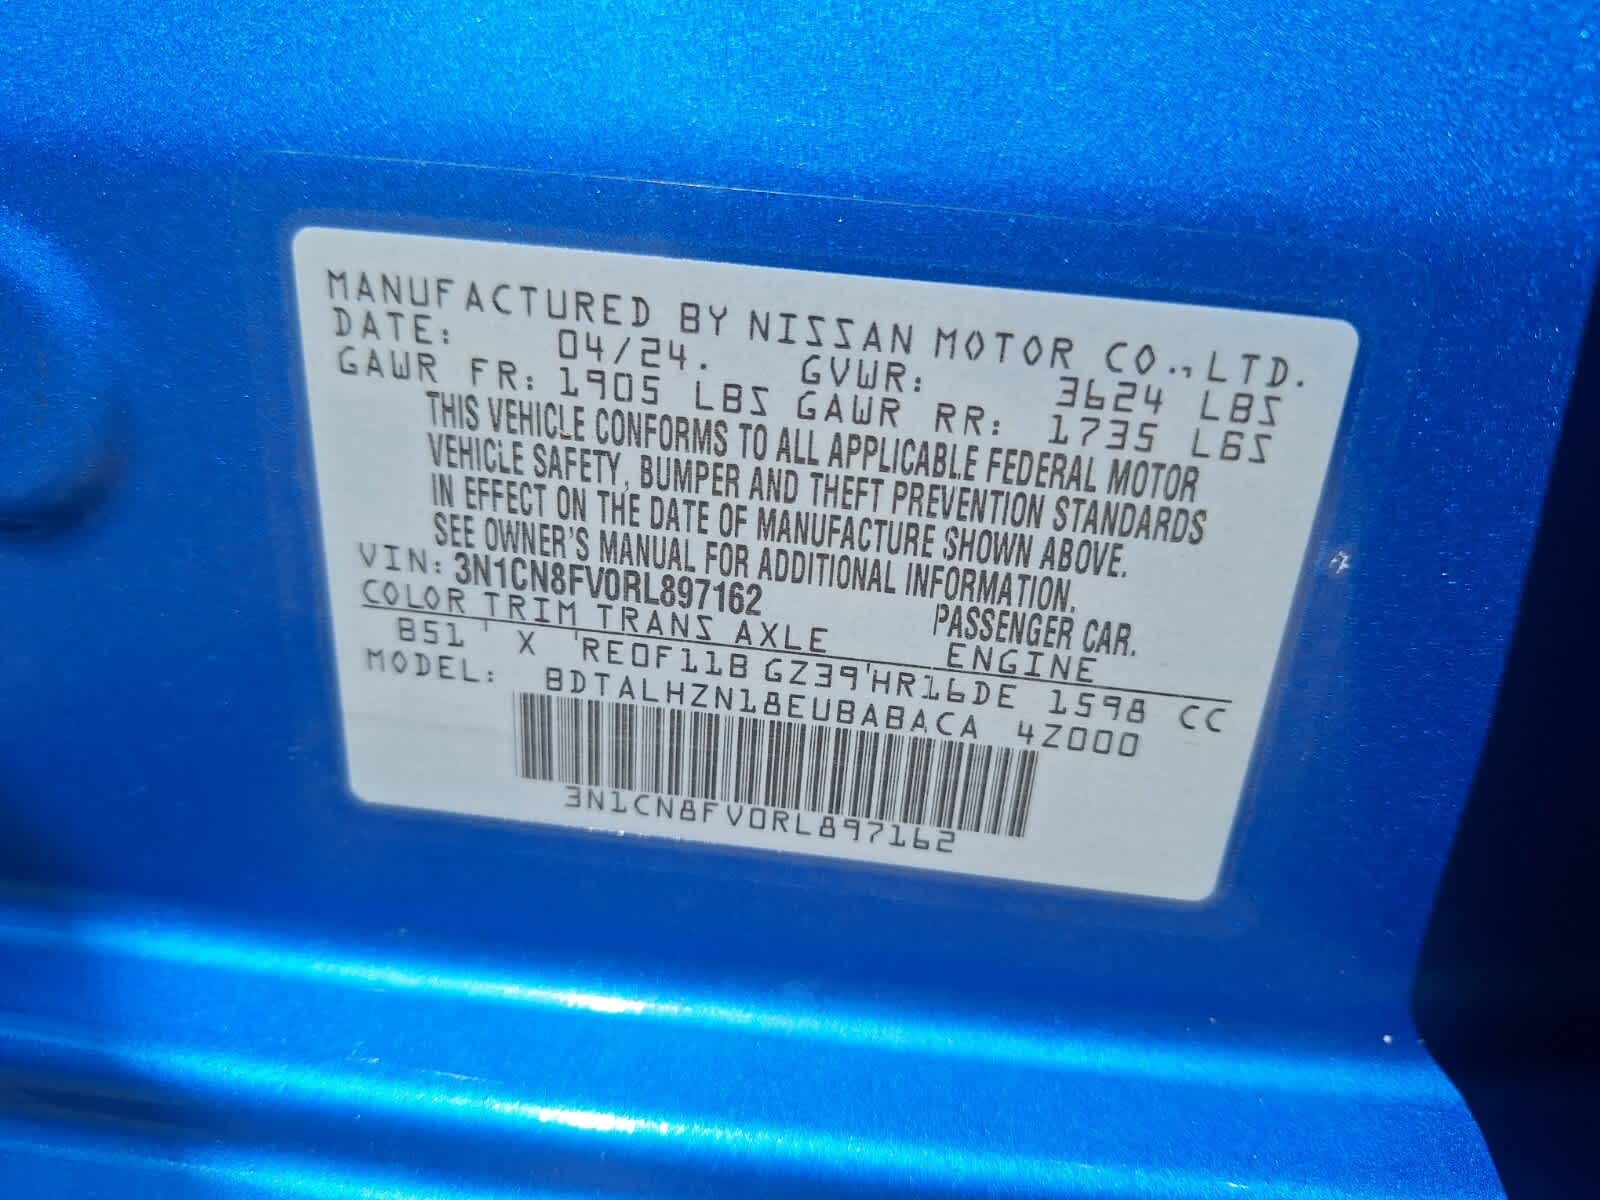 MANUFACTURED BY NISSAN MOTOR CO., LTD.
DATE: 04/24. GVWR: 3624 LBS
GAWR FR: 1905 LBS GAWR RR: 1735 LBS
THIS VEHICLE CONFORMS TO ALL APPLICABLE FEDERAL MOTOR
VEHICLE SAFETY, BUMPER AND THEFT PREVENTION STANDARDS
IN EFFECT ON THE DATE OF MANUFACTURE SHOWN ABOVE.
SEE OWNER'S MANUAL FOR ADDITIONAL INFORMATION.
VIN: 3N1CN8FV0RL897162 PASSENGER CAR.
COLOR TRIM TRANS AXLE ENGINE
B51 ' X 'RE0F11B GZ39'HR16DE 1598 CC
MODEL: BDTALHZN18EUBABACA 4Z000
3N1CN8FV0RL897162